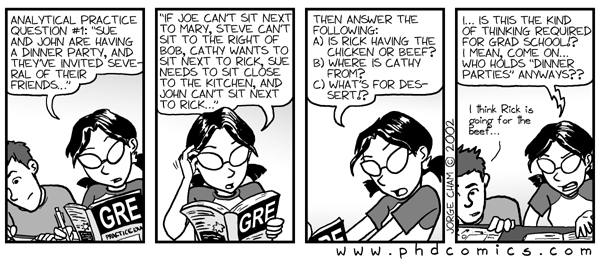 ANALYTICAL PRACTICE
QUESTION #1: "SUE
AND JOHN ARE HAVING
A DINNER PARTY, AND
THEY'VE INVITED SEVE-
RAL OF THEIR
FRIENDS..."
GRE
PRACTICE EXAM
"IF JOE CAN'T SIT NEXT
TO MARY, STEVE CAN'T
SIT TO THE RIGHT OF
BOB, CATHY WANTS TO
SIT NEXT TO RICK, SUE
NEEDS TO SIT CLOSE
TO THE KITCHEN, AND
JOHN CAN'T SIT NEXT
TO RICK..."
GRE
THEN ANSWER THE
FOLLOWING:
A) IS RICK HAVING THE
CHICKEN OR BEEF?
B) WHERE IS CATHY
FROM?
C) WHAT'S FOR DES-
SERT!?
JORGE CHAM © 2002
I... IS THIS THE KIND
OF THINKING REQUIRED
FOR GRAD SCHOOL!?
I MEAN, COME ON...
WHO HOLDS "DINNER
PARTIES" ANYWAYS??
I think Rick is
going for the
beef...
www.phdcomics.com